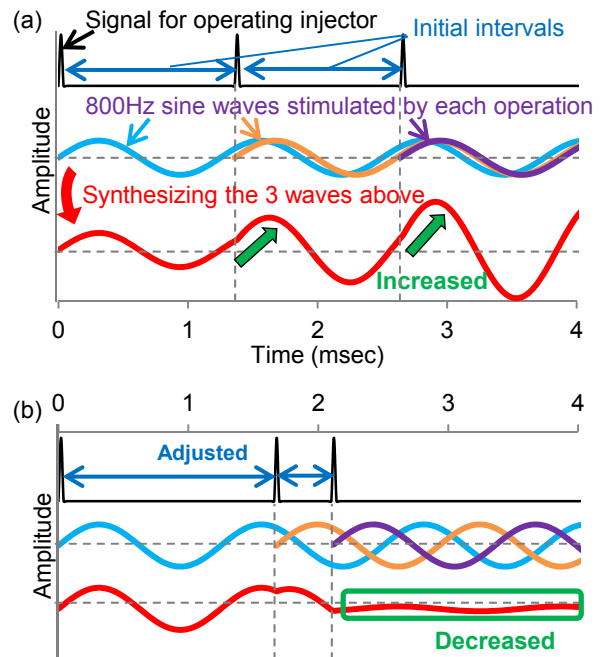 (a)
Signal for operating injector
Initial intervals
800Hz sine waves stimulated by each operation
Amplitude
Synthesizing the 3 waves above
Increased
0 1 2 3 4
Time (msec)
(b)
0 1 2 3 4
Adjusted
Amplitude
Decreased